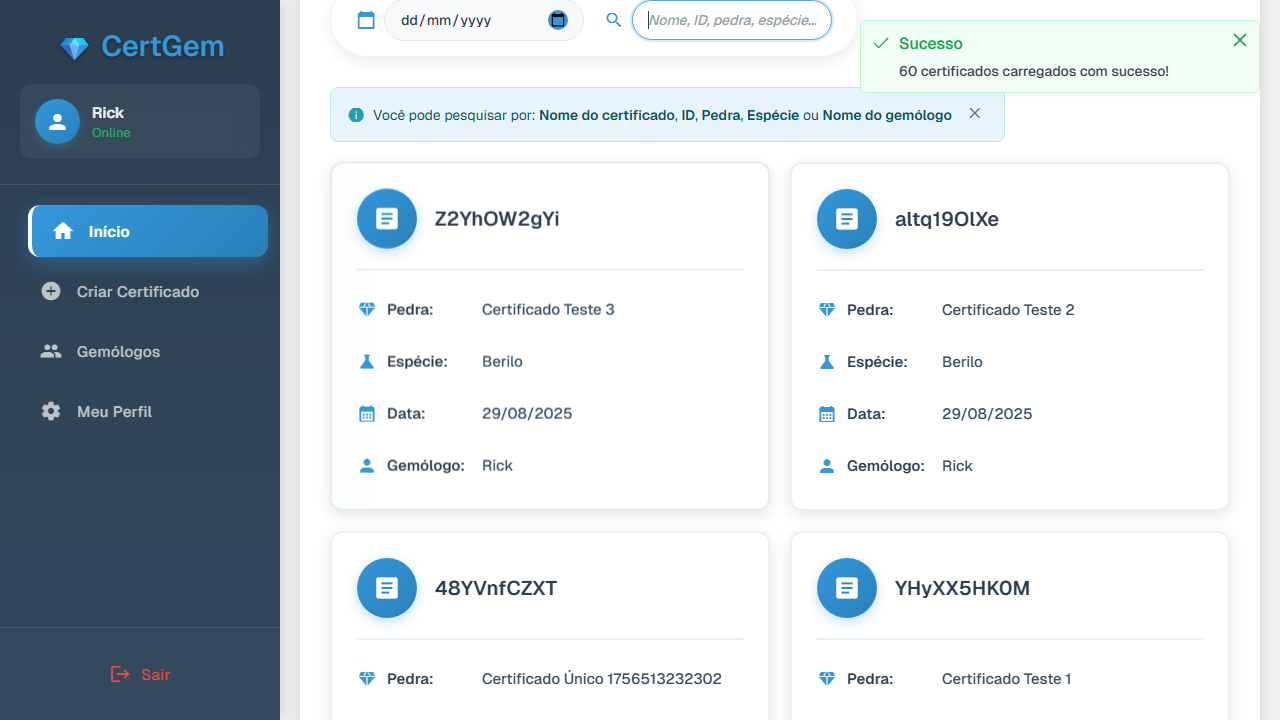 CertGem
Rick
Online
Início
Criar Certificado
Gemólogos
Meu Perfil
Sair
dd/mm/yyyy
Nome, ID, pedra, espécie...
Sucesso
60 certificados carregados com sucesso!
Você pode pesquisar por: Nome do certificado, ID, Pedra, Espécie ou Nome do gemólogo
Z2YhOW2gYi
Pedra: Certificado Teste 3
Espécie: Berilo
Data: 29/08/2025
Gemólogo: Rick
altq19OlXe
Pedra: Certificado Teste 2
Espécie: Berilo
Data: 29/08/2025
Gemólogo: Rick
48YVnfCZXT
Pedra: Certificado Único 1756513232302
YHyXX5HK0M
Pedra: Certificado Teste 1